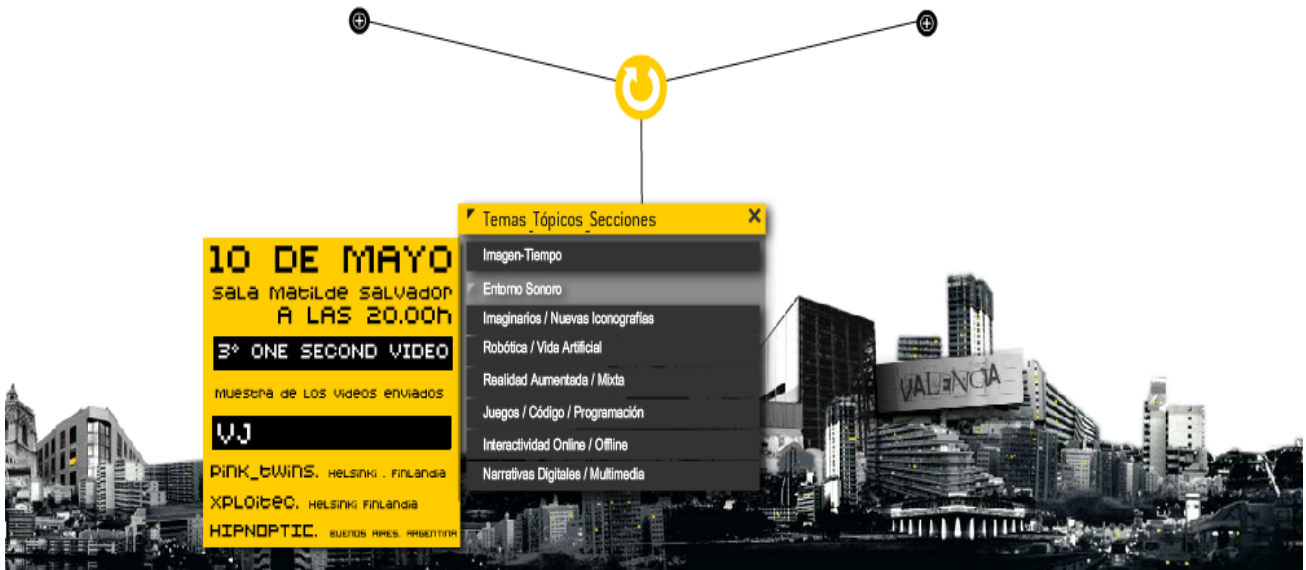 10 DE MAYO
sala Matilde Salvador
A LAS 20.00h
3º ONE SECOND VIDEO
muestra de los videos enviados
VJ
PINK_TWINS. HELSINKI . FINLANDIA
XPLOITEC. HELSINKI FINLANDIA
HIPNOPTIC. BUENOS AIRES. ARGENTINA
Temas_Tópicos_Secciones
Imagen-Tiempo
Entorno Sonoro
Imaginarios / Nuevas Iconografías
Robótica / Vida Artificial
Realidad Aumentada / Mixta
Juegos / Código / Programación
Interactividad Online / Offline
Narrativas Digitales / Multimedia
VALENCIA